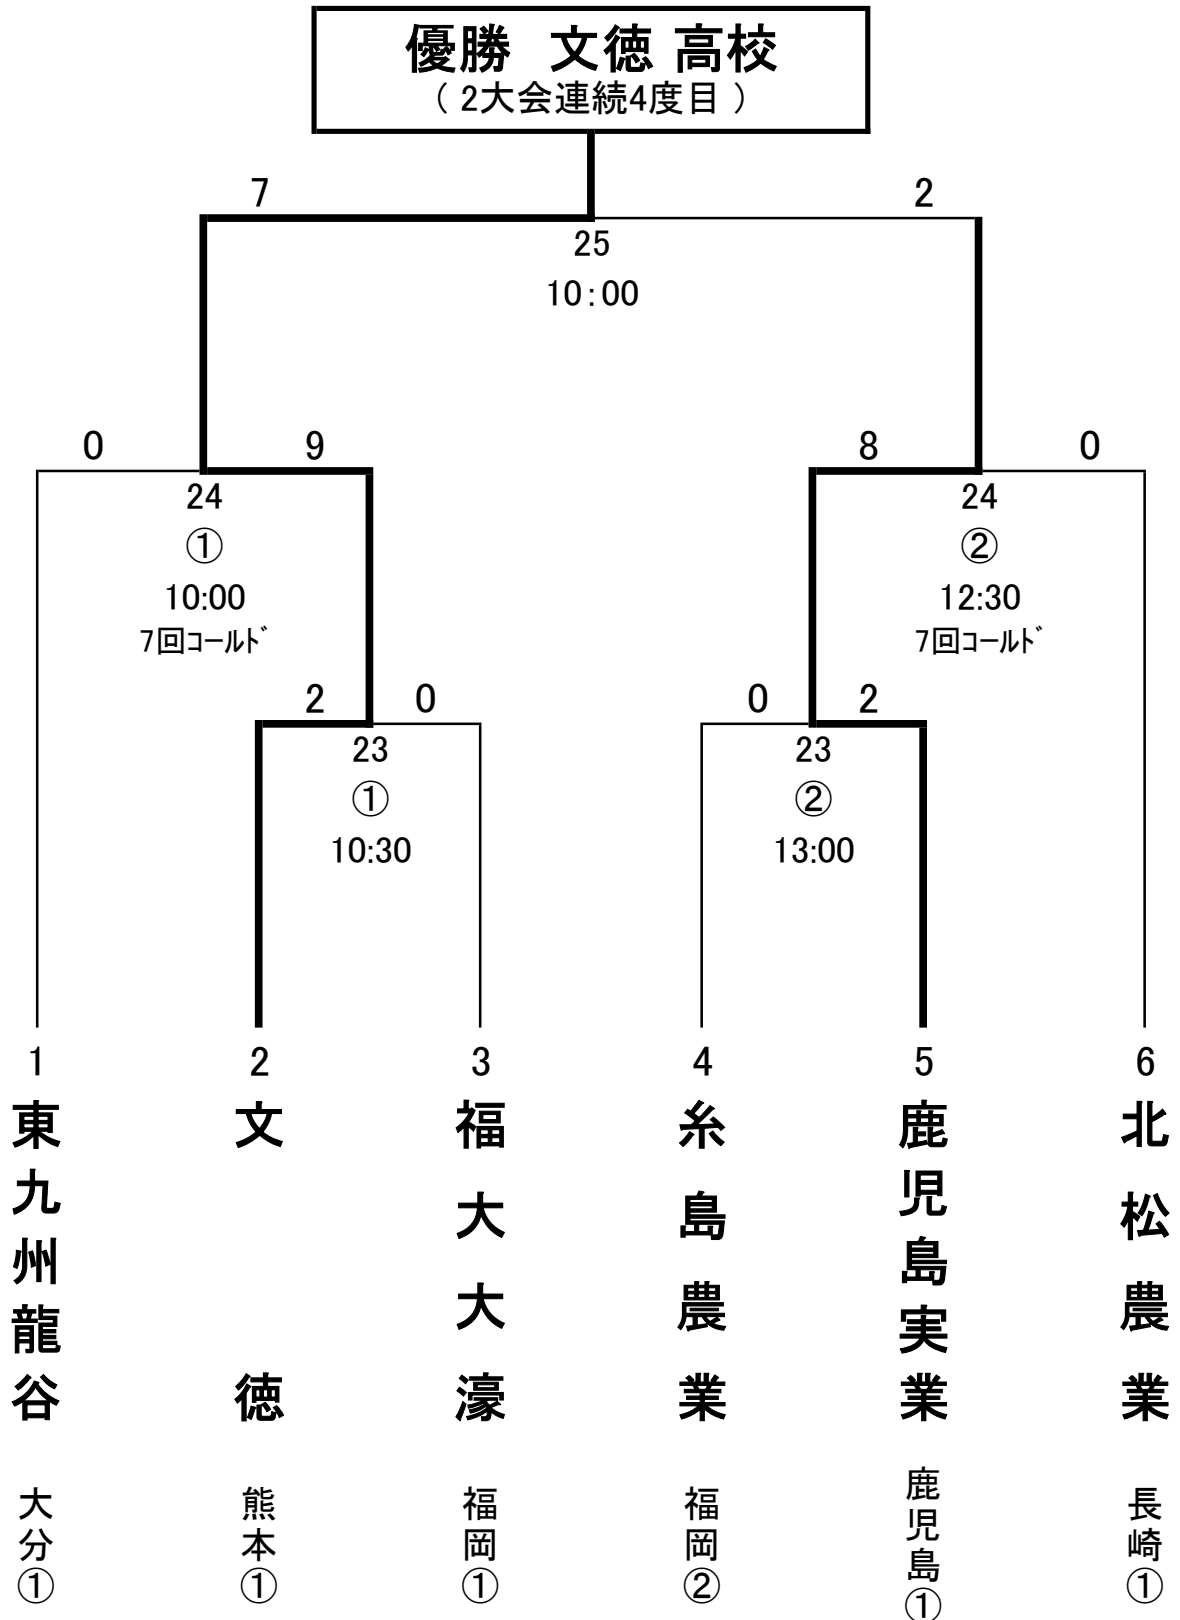 優勝 文徳 高校
( 2大会連続4度目 )
7
2
25
10:00
0
9
8
0
24
24
①
②
10:00
12:30
7回ｺｰﾙﾄﾞ
7回ｺｰﾙﾄﾞ
2
0
0
2
23
23
①
②
10:30
13:00
1
2
3
4
5
6
東九州龍谷
文徳
福大大濠
糸島農業
鹿児島実業
北松農業
大分①
熊本①
福岡①
福岡②
鹿児島①
長崎①